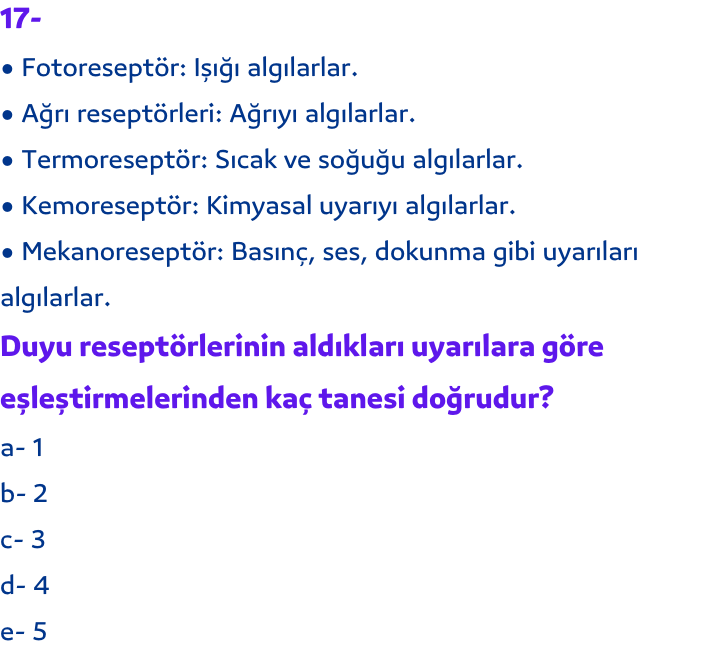 17-
● Fotoreseptör: Işığı algılarlar.
● Ağrı reseptörleri: Ağrıyı algılarlar.
● Termoreseptör: Sıcak ve soğuğu algılarlar.
● Kemoreseptör: Kimyasal uyarıyı algılarlar.
● Mekanoreseptör: Basınç, ses, dokunma gibi uyarıları
algılarlar.
Duyu reseptörlerinin aldıkları uyarılara göre
eşleştirmelerinden kaç tanesi doğrudur?
a- 1
b- 2
c- 3
d- 4
e- 5